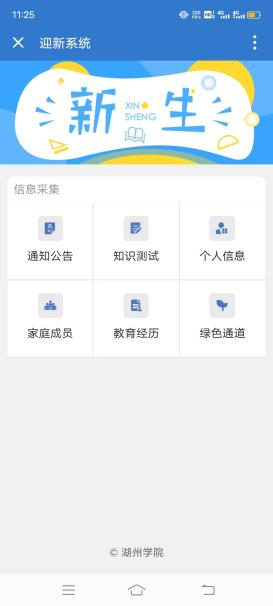 11:25
迎新系统
新生
XIN
SHENG
信息采集
通知公告 知识测试 个人信息
家庭成员 教育经历 绿色通道
© 湖州学院